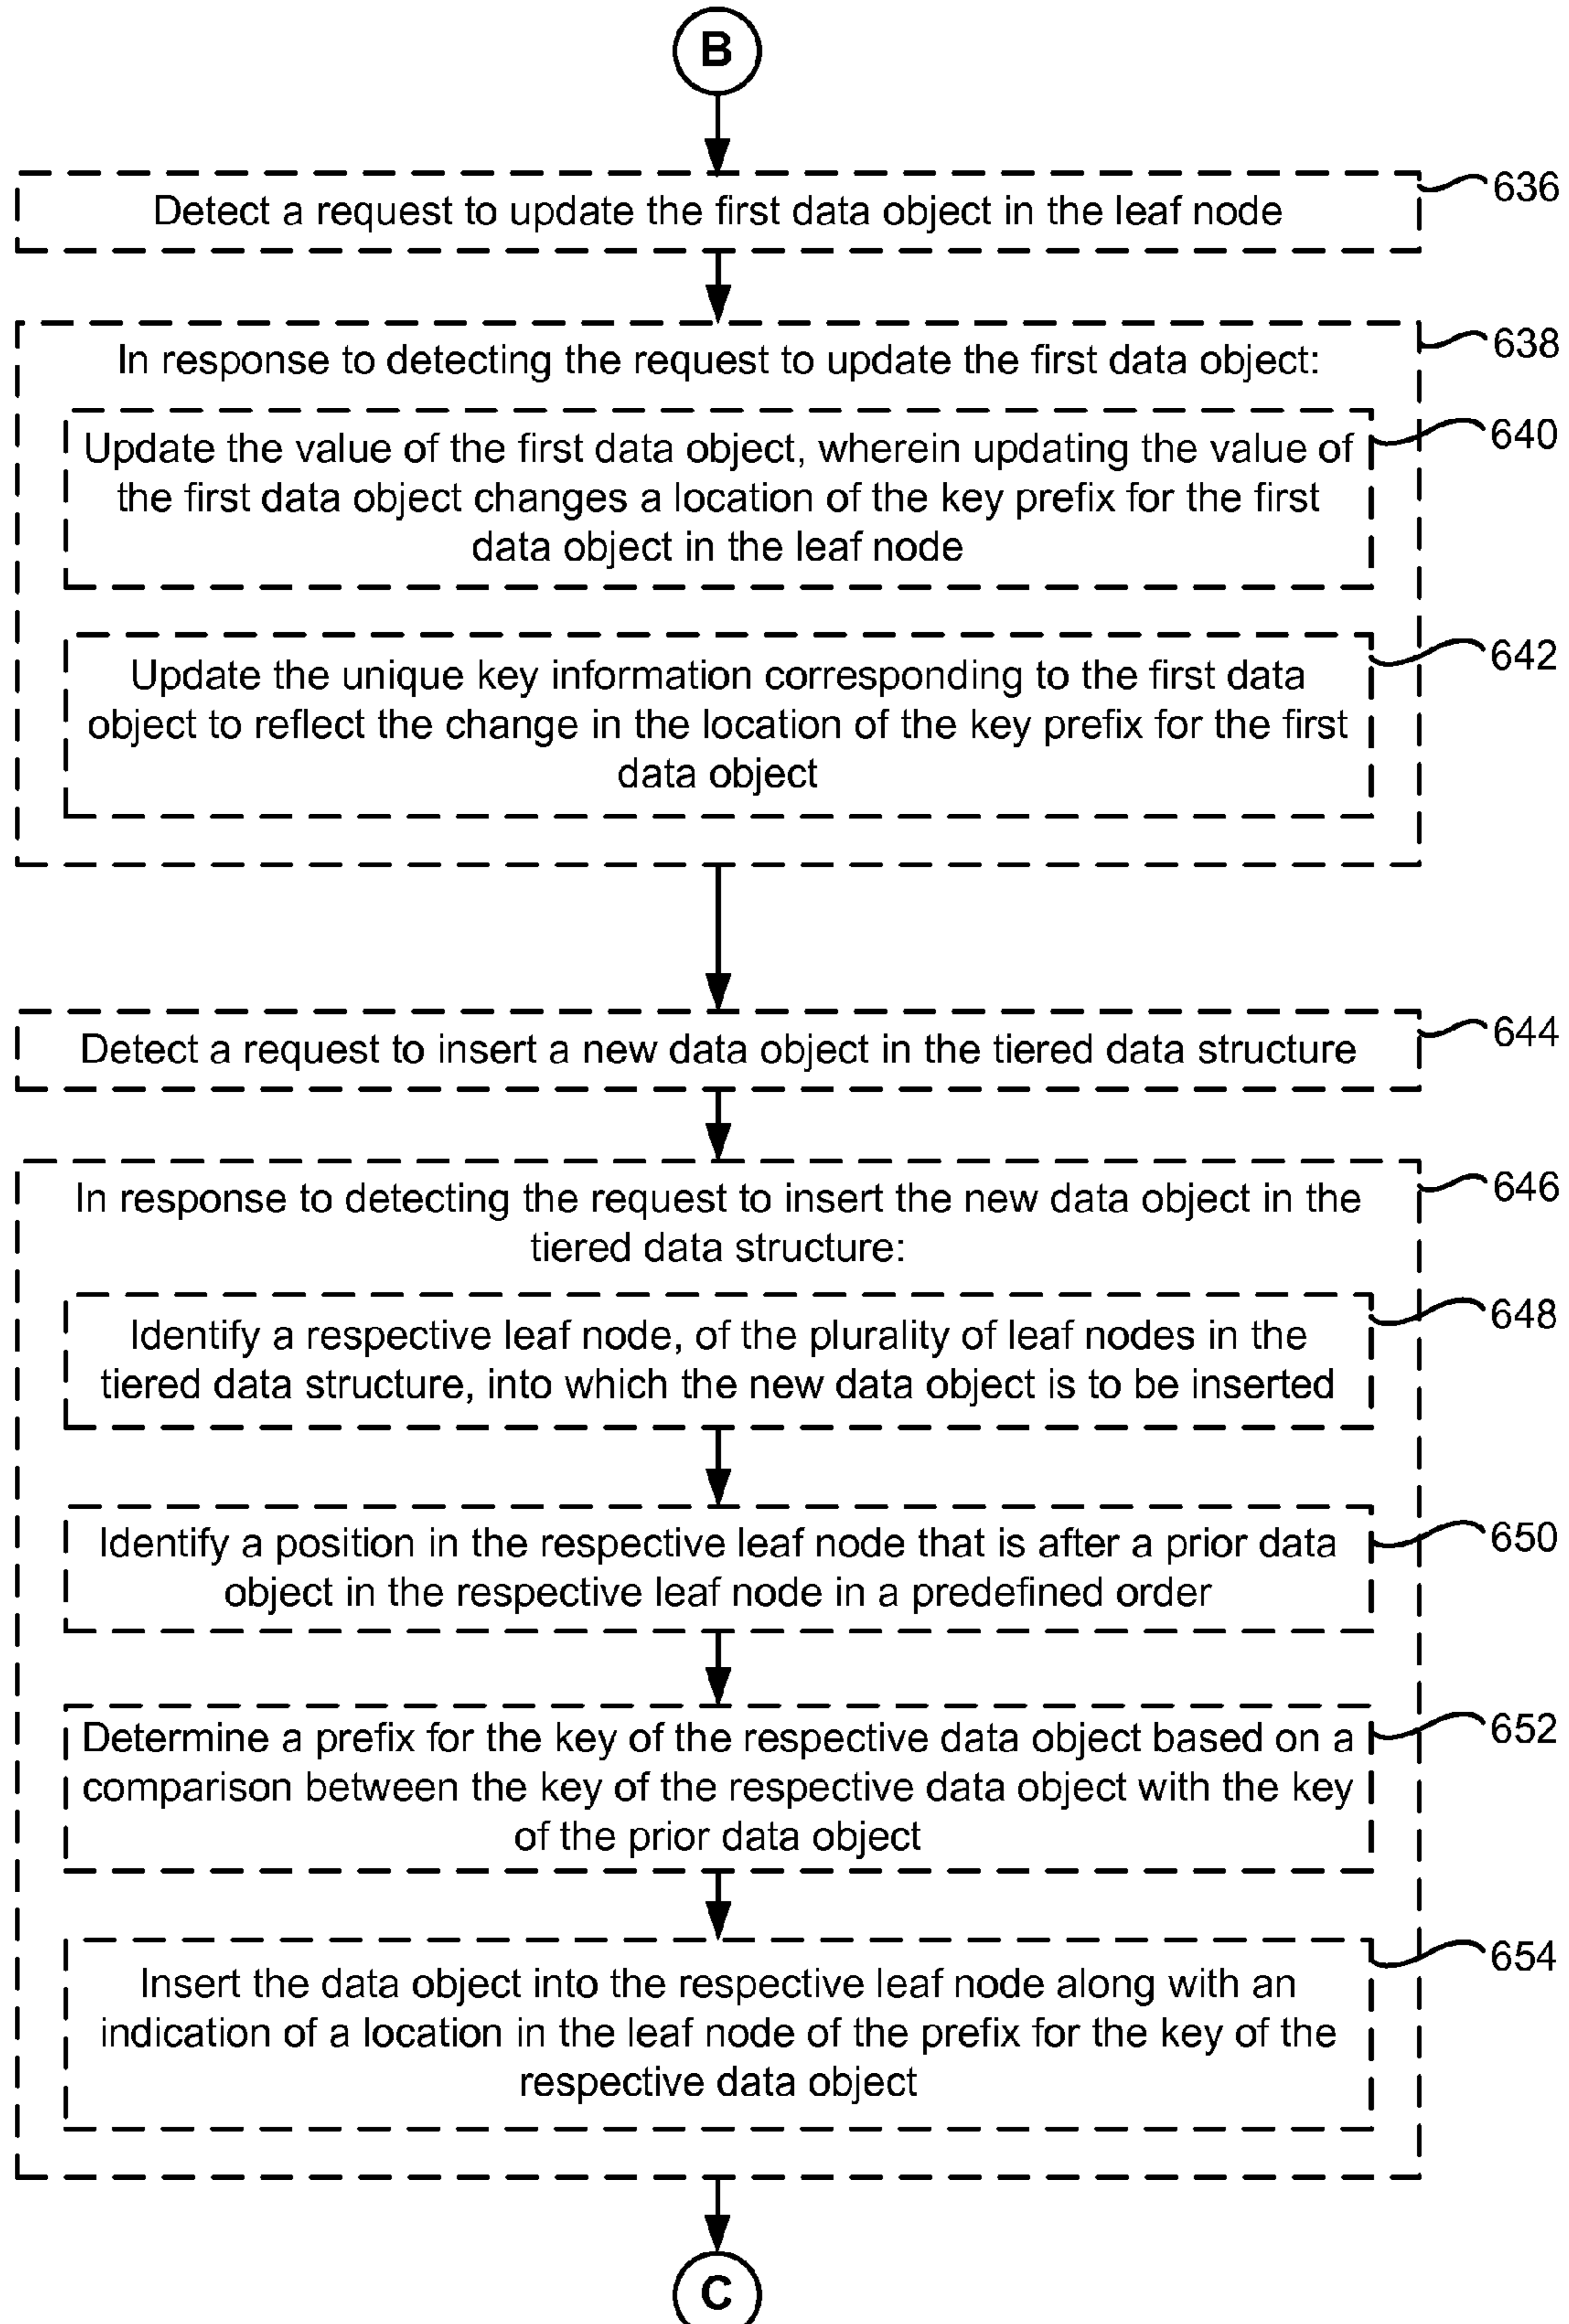 B
Detect a request to update the first data object in the leaf node
636
In response to detecting the request to update the first data object:
638
Update the value of the first data object, wherein updating the value of
the first data object changes a location of the key prefix for the first
data object in the leaf node
640
Update the unique key information corresponding to the first data
object to reflect the change in the location of the key prefix for the first
data object
642
Detect a request to insert a new data object in the tiered data structure
644
In response to detecting the request to insert the new data object in the
tiered data structure:
646
Identify a respective leaf node, of the plurality of leaf nodes in the
tiered data structure, into which the new data object is to be inserted
648
Identify a position in the respective leaf node that is after a prior data
object in the respective leaf node in a predefined order
650
Determine a prefix for the key of the respective data object based on a
comparison between the key of the respective data object with the key
of the prior data object
652
Insert the data object into the respective leaf node along with an
indication of a location in the leaf node of the prefix for the key of the
respective data object
654
C